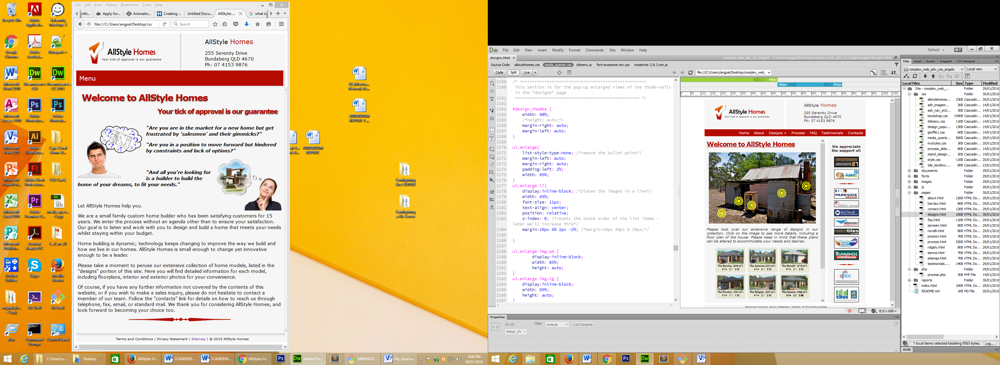 Recycle Bin
Adobe Applicati...
Balsamiq Mockups 3
Google Chrome
Adobe Acrobat...
Notepad++
Microsoft Word 2010
Dreamweaver CS6
Dreamweaver CC 2015
Microsoft Access 2010
Adobe Photosho...
Adobe Photosh...
Microsoft Visio 2010
Adobe Illustrator...
Cape Coral Home B...
Microsoft PowerPoi...
Adobe Flash Profession...
CS6 Crack
Microsoft Excel 2010
Adobe Premiere P...
media_quer... - Copy
Microsoft Publish...
Acrobat Reader DC
1_a1_m_d1
Brother Utilities
Skype
Mozilla Firefox
angpal.git... - Copy
Git Shell
Git Bash
Run
Command Prompt
Control Panel
File Edit View History Bookmarks Tools Help
Apply for...
Animatin...
Creating ...
Untitled Docu...
AllStyles ...
what is
file:///C:/Users/angpal/Desktop/co
Search
AllStyle Homes
Your tick of approval is our guarantee
AllStyle Homes
255 Serenity Drive
Bundaberg QLD 4670
Ph: 07 4153 9876
Menu
Welcome to AllStyle Homes
Your tick of approval is our guarantee
"Are you are in the market for a new home but get
frustrated by 'salesmen' and their gimmicks?"
"Are you in a position to move forward but hindered
by constraints and lack of options?"
"And all you're looking for
is a builder to build the
home of your dreams, to fit your needs."
Let AllStyle Homes help you.
We are a small family custom home builder who has been satisfying customers for 15
years. We enter the process without an agenda other than to ensure your satisfaction.
Our goal is to listen and work with you to design and build a home that meets your needs
whilst staying within your budget.
Home building is dynamic; technology keeps changing to improve the way we build and
how we live in our homes. AllStyle Homes is small enough to change yet innovative
enough to be a leader.
Please take a moment to peruse our extensive collection of home models, listed in the
"designs" portion of this site. Here you will find detailed information for each model,
including floorplans, interior and exterior photos for your convenience.
Of course, if you have any further information not covered by the contents of this
website, or if you wish to make a sales inquiry, please do not hesitate to contact a
member of our team. Follow the "contacts" link for details on how to reach us through
telephone, fax, email, or standard mail. We thank you for considering AllStyle Homes, and
look forward to becoming your choice too.
Terms and Conditions | Privacy Statement | Sitemap | © 2015 AllStyle Homes
00_Microta... Network Re...
ADDENDUM REPORT 1 ...
ADDENDUM REPORT
Configuring First SERVER
Configuring a File Server
C:\Users\a...
Desktop
AllStyles H...
ICAWEB50...
ICAWEB50...
AllStyles H...
Adobe Dre...
MINGW32:...
file_structu...
4:06 PM
30/01/2016
Dw File Edit View Insert Modify Format Commands Site Window Help
Default
designs.html
complex_web_adv_css_angelo - C:\Users\angpal\Desktop\complex_web_adv_css_angelo\pages\designs.html
Source Code allstylehomes.css media_queries.css ddmenu.js font-awesome.min.css modernizr-2.8.3.min.js
Code Split Live
file:///C|/Users/angpal/Desktop/complex_web_
2159 /* =====================================================
2160 This section is for the pop-up enlarged views of the thumb-nails
in the "designs" page
2161 ==================================================== */
2162
2163 #design_thumbs {
2164 width: 98%;
2165 /*height: auto;*/
2166 margin-right: auto;
2167 margin-left: auto;
2168 }
2169
2170 ul.enlarge{
2171 list-style-type:none; /*remove the bullet point*/
2172 margin-left: auto;
2173 margin-right: auto;
2174 padding-left: 2%;
2175 width: 95%;
2176 }
2177 ul.enlarge li{
2178 display:inline-block; /*places the images in a line*/
2179 width: 45%;
2180 font-size: 11px;
2181 text-align: center;
2182 position: relative;
2183 z-index: 0; /*resets the stack order of the list items -
later we'll increase this*/
2184 margin:10px 4% 2px -2%; /*margin:10px 40px 0 20px;*/
2185
2186 }
2187
2188 ul.enlarge img.sm {
2189 display:inline-block;
2190 width: 85%;
2191 height: auto;
2192 }
2193 ul.enlarge img.lg {
2194 display:inline-block;
2195 width: 95%;
2196 height: auto;
2197 }
480px
481px 801px
0 50 100 150 200 250 300 350 400 450 500 550 600 650 700 750 800 850 900 950 1000 1050
AllStyle Homes
Your tick of approval is our guarantee
AllStyle Homes
255 Serenity Drive
Bundaberg QLD 4670
Ph: 07 4153 9876
Home About Designs + Process FAQ Testimonials Contacts
Welcome to AllStyle Homes
Please look over our extensive range of designs in our
collection. Click on the image to see more details, including a
floor plan of the house. Please keep in mind that these plans
can be altered to accommodate your needs and desires.
The Barclay (204 m²)
4 2 2
The Jannsen (221 m²)
4 2 2
The Novelli (210 m²)
4 2 2
The Preston (181 m²)
3 1 1
The Ridgely (207 m²)
4 2 2
The Sienna (186 m²)
3 2 2
We appreciate
the support of:
TIM STEWART
ARCHITECTS
RAMS
PARKSIDE
GROUP
Holcim Australia
Neil Hewitt
RIDGEWAY
metrotiles
Wholesale Paint Group
BUNNINGS
warehouse
qbcc
cbus
Terms and Conditions | Privacy Statement | Sitemap | © 2015 AllStyle Homes
815 x 690
Properties
Div ID
design_thu
Class
enlarge
CSS Designer
Files Insert Assets Snippets CSS Designer
complex_web_adv_css_angelo
Local view
Local Files Size Type Modified
Site - complex_web_... Folder 29/01/2016
css Folder 30/01/2016
allstylehomes... 33KB Cascadin... 30/01/2016
ash_imagem... 2KB Cascadin... 14/01/2016
ash_nav_styl... 3KB Cascadin... 14/01/2016
bootstrap.css 145KB Cascadin... 14/01/2016
ddmenu.css 11KB Cascadin... 14/01/2016
deisign_popu... 13KB Cascadin... 14/01/2016
gistfile1.css 6KB Cascadin... 14/01/2016
media_querie... 56KB Cascadin... 29/01/2016
mystyles.css 3KB Cascadin... 14/01/2016
process_slids... 8KB Cascadin... 14/01/2016
stand_design... 2KB Cascadin... 14/01/2016
style.css 11KB Cascadin... 20/01/2016
tab_textbox.... 8KB Cascadin... 23/01/2016
documents Folder 29/01/2016
fonts Folder 29/01/2016
images Folder 29/01/2016
js Folder 29/01/2016
pages Folder 30/01/2016
about.html 12KB HTML Do... 29/01/2016
barclay.html 8KB HTML Do... 29/01/2016
contact.html 12KB HTML Do... 29/01/2016
designs.html 10KB HTML Do... 30/01/2016
faq.html 11KB HTML Do... 29/01/2016
jannsen.html 8KB HTML Do... 29/01/2016
novelli.html 8KB HTML Do... 29/01/2016
preston.html 7KB HTML Do... 29/01/2016
process.html 25KB HTML Do... 29/01/2016
ridgely.html 8KB HTML Do... 29/01/2016
sienna.html 7KB HTML Do... 29/01/2016
sitemap.html 7KB HTML Do... 29/01/2016
testimonials.... 14KB HTML Do... 29/01/2016
php Folder 29/01/2016
process.php 3KB PHP File 14/01/2016
reports Folder 30/01/2016
index.html 10KB HTML Do... 29/01/2016
README.md 1KB MD File 20/01/2016
1 local items selected totalling 9563 bytes.
Log...
DOM